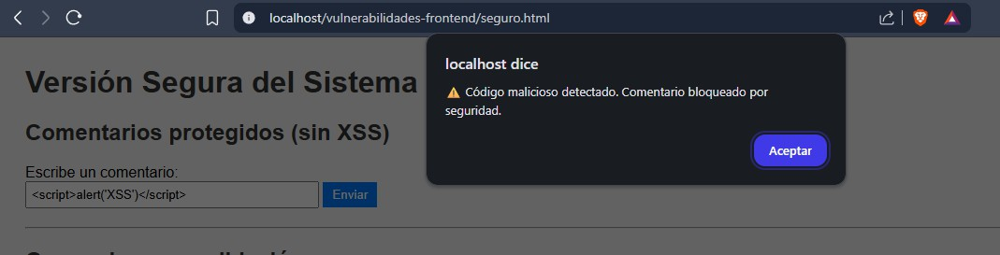 localhost/vulnerabilidades-frontend/seguro.html
localhost dice
⚠️ Código malicioso detectado. Comentario bloqueado por
seguridad.
Aceptar
Versión Segura del Sistema
Comentarios protegidos (sin XSS)
Escribe un comentario:
<script>alert('XSS')</script>
Enviar